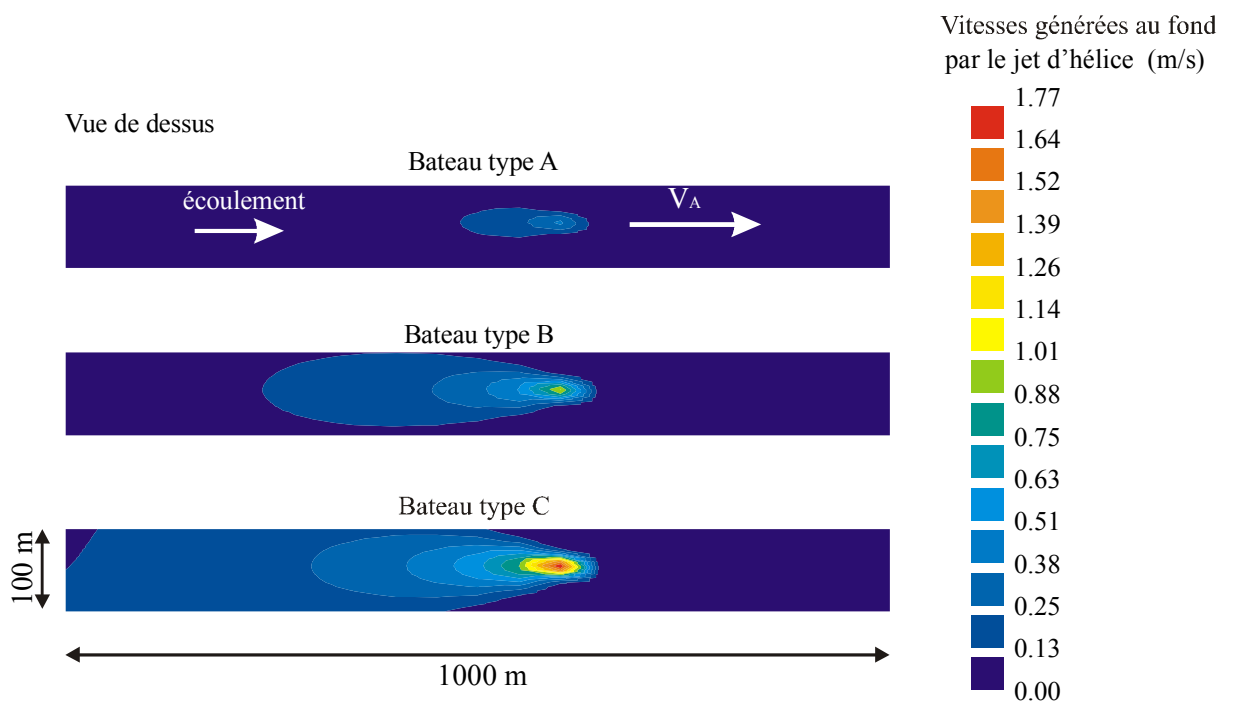 Vitesses générées au fond
par le jet d'hélice (m/s)
Vue de dessus
Bateau type A
écoulement
VA
Bateau type B
Bateau type C
100 m
1000 m
1.77
1.64
1.52
1.39
1.26
1.14
1.01
0.88
0.75
0.63
0.51
0.38
0.25
0.13
0.00